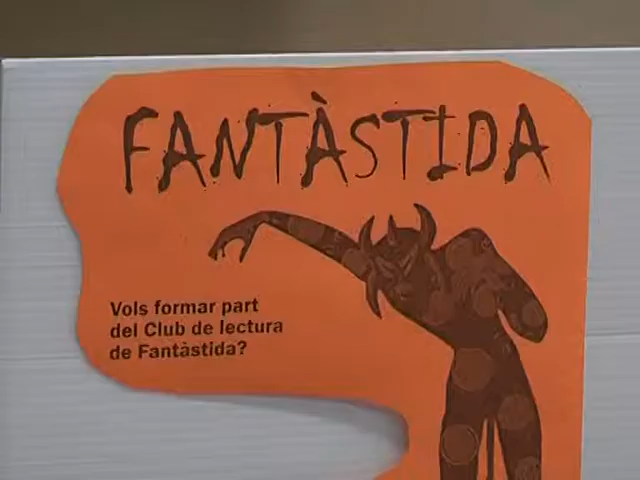 FANTÀSTIDA
Vols formar part
del Club de lectura
de Fantàstida?